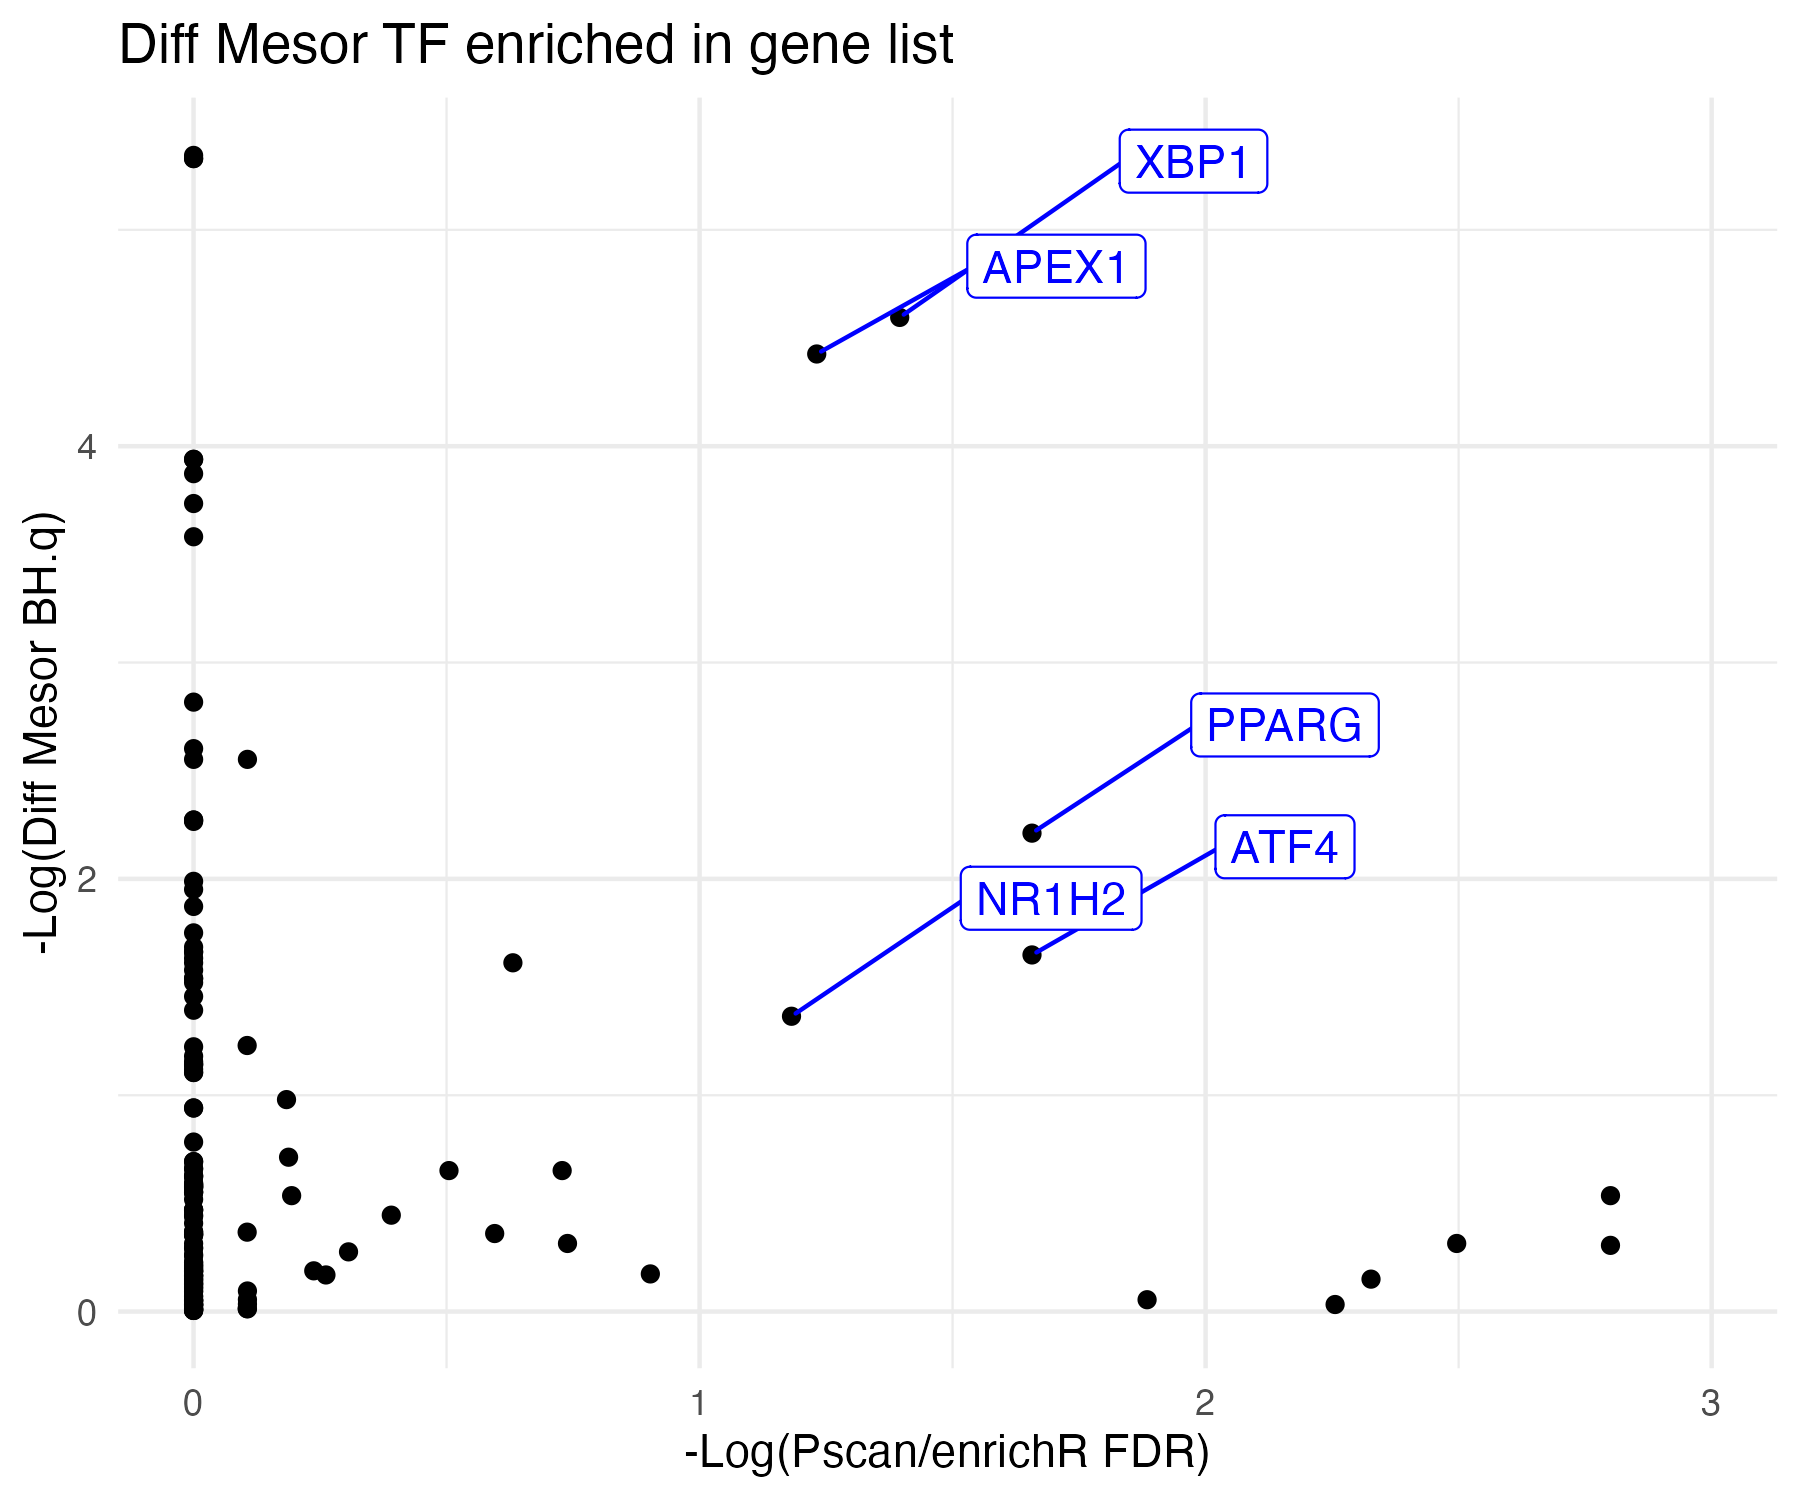 Diff Mesor TF enriched in gene list
XBP1
APEX1
PPARG
ATF4
NR1H2
4
2
0
-Log(Diff Mesor BH.q)
0 1 2 3
-Log(Pscan/enrichR FDR)